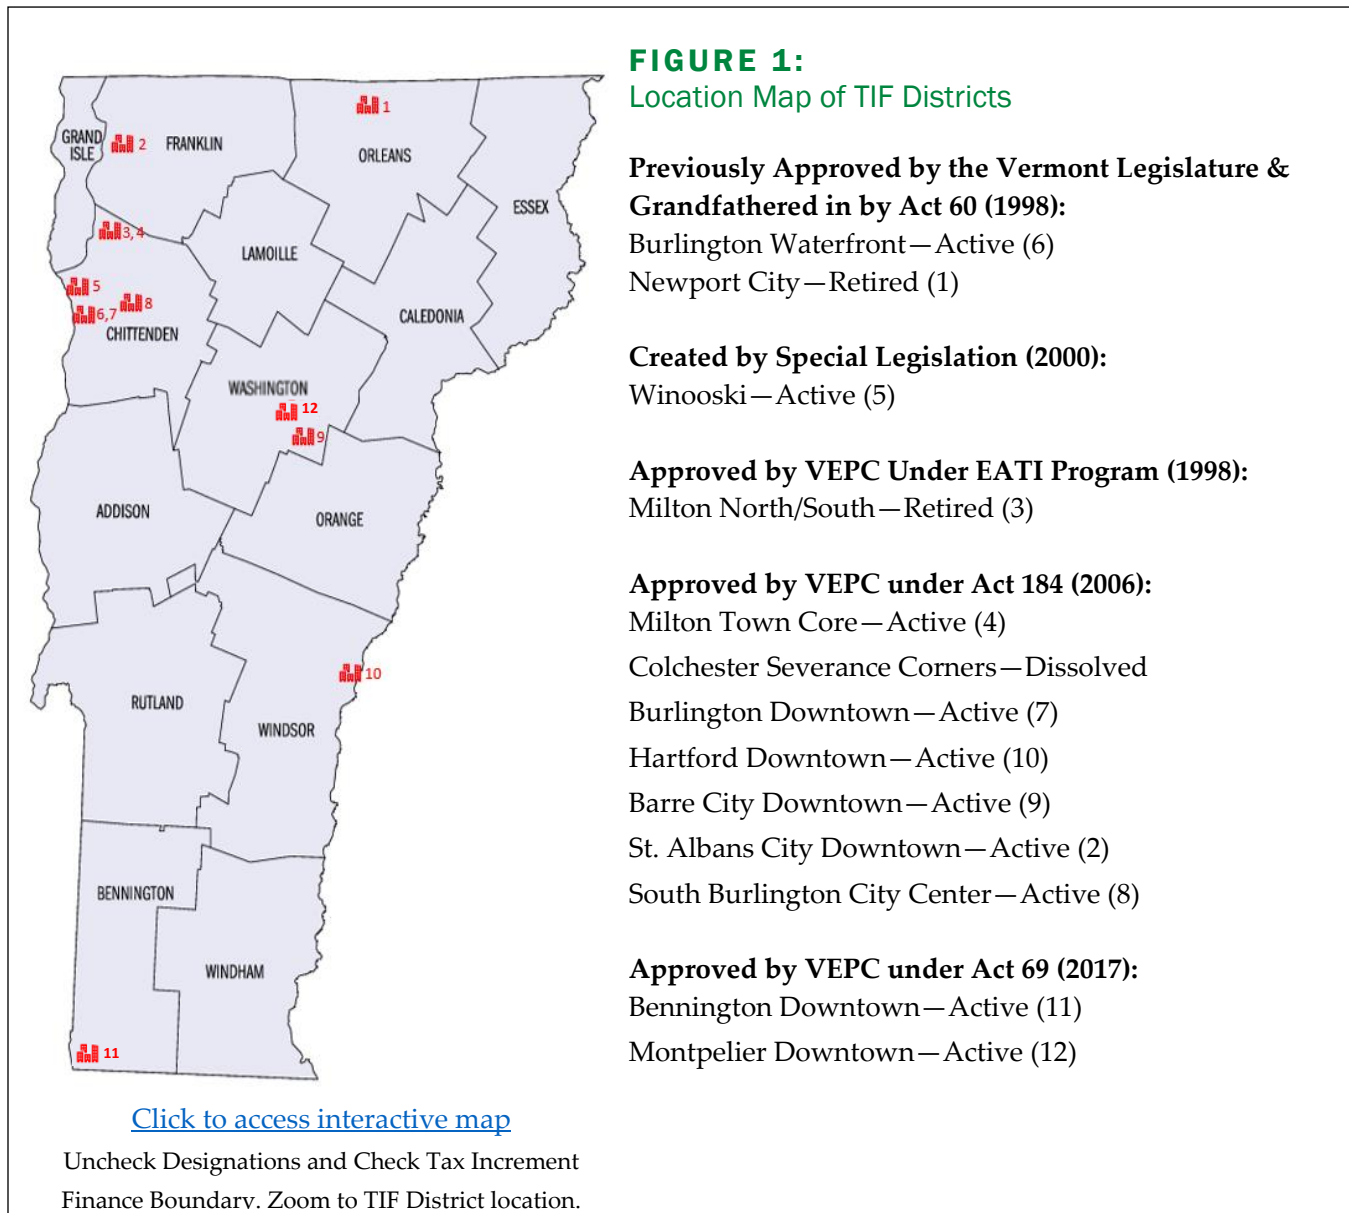 FIGURE 1:
Location Map of TIF Districts
Previously Approved by the Vermont Legislature &
Grandfathered in by Act 60 (1998):
Burlington Waterfront—Active (6)
Newport City—Retired (1)
Created by Special Legislation (2000):
Winooski—Active (5)
Approved by VEPC Under EATI Program (1998):
Milton North/South—Retired (3)
Approved by VEPC under Act 184 (2006):
Milton Town Core—Active (4)
Colchester Severance Corners—Dissolved
Burlington Downtown—Active (7)
Hartford Downtown—Active (10)
Barre City Downtown—Active (9)
St. Albans City Downtown—Active (2)
South Burlington City Center—Active (8)
Approved by VEPC under Act 69 (2017):
Bennington Downtown—Active (11)
Montpelier Downtown—Active (12)
1
GRAND
ISLE
2
FRANKLIN
ORLEANS
ESSEX
3,4
LAMOILLE
5
8
6,7
CHITTENDEN
CALEDONIA
WASHINGTON
12
9
ADDISON
ORANGE
10
RUTLAND
WINDSOR
BENNINGTON
WINDHAM
11
Click to access interactive map
Uncheck Designations and Check Tax Increment
Finance Boundary. Zoom to TIF District location.